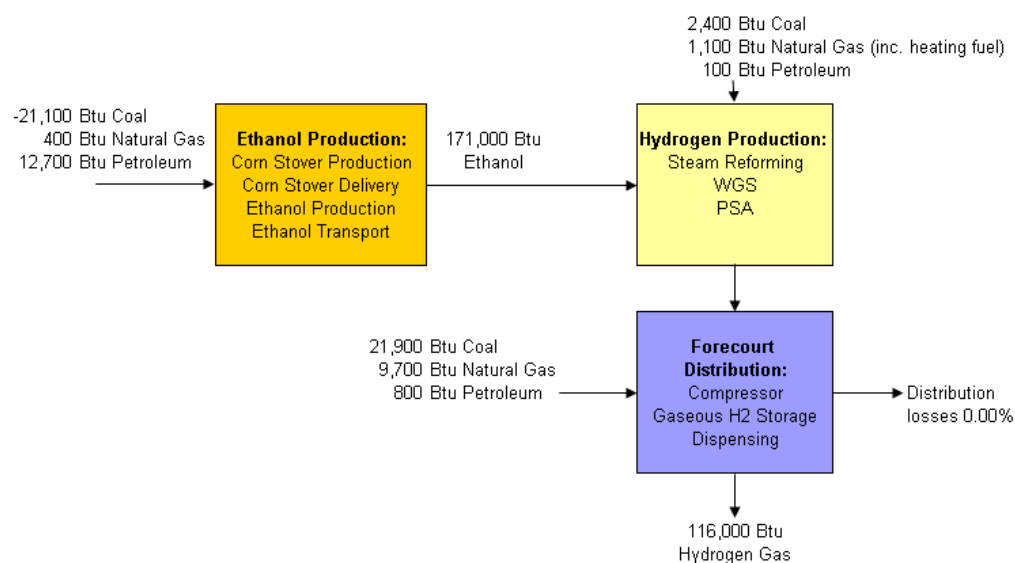 2,400 Btu Coal
1,100 Btu Natural Gas (inc. heating fuel)
100 Btu Petroleum
-21,100 Btu Coal
400 Btu Natural Gas
12,700 Btu Petroleum
Ethanol Production:
Corn Stover Production
Corn Stover Delivery
Ethanol Production
Ethanol Transport
171,000 Btu
Ethanol
Hydrogen Production:
Steam Reforming
WGS
PSA
21,900 Btu Coal
9,700 Btu Natural Gas
800 Btu Petroleum
Forecourt
Distribution:
Compressor
Gaseous H2 Storage
Dispensing
Distribution
losses 0.00%
116,000 Btu
Hydrogen Gas